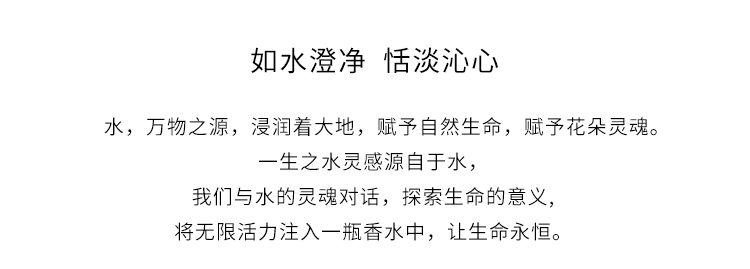 如水澄净 恬淡沁心
水，万物之源，浸润着大地，赋予自然生命，赋予花朵灵魂。
一生之水灵感源自于水，
我们与水的灵魂对话，探索生命的意义,
将无限活力注入一瓶香水中，让生命永恒。